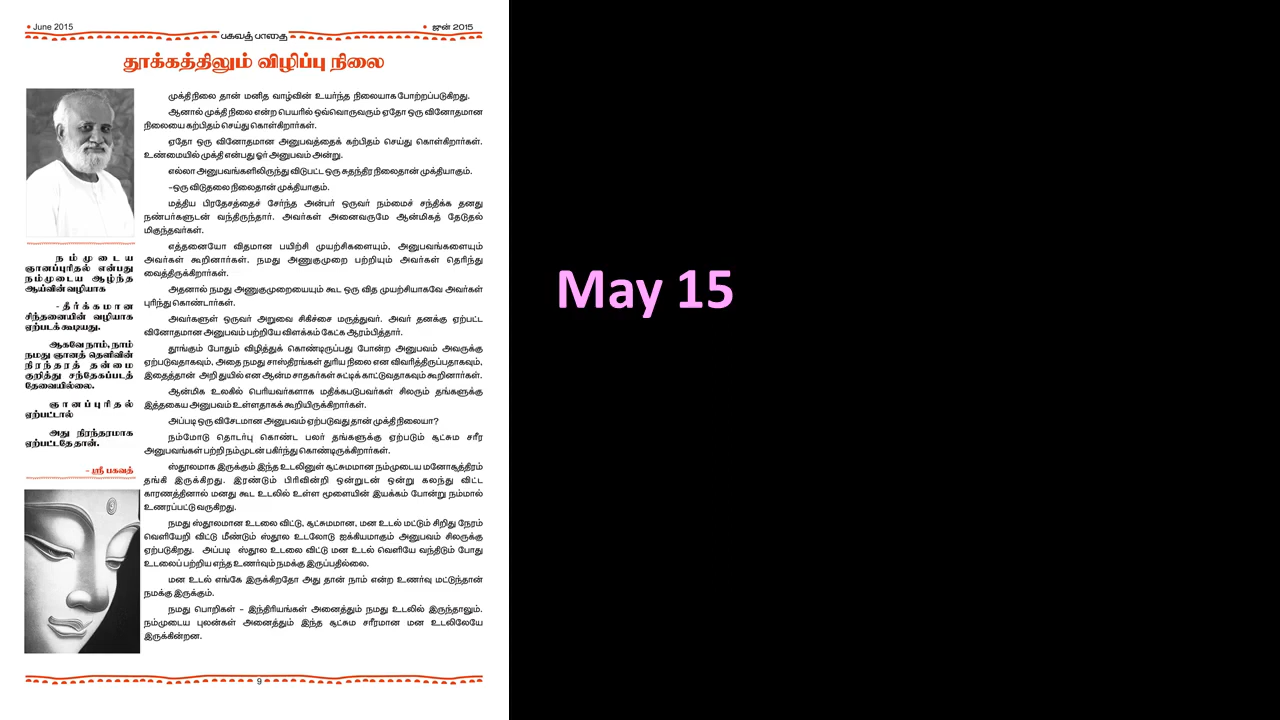 June 2015
ஜுன் 2015
பகவத் பாதை
தூக்கத்திலும் விழிப்பு நிலை
நம்முடைய
ஞானப்புரிதல் என்பது
நம்முடைய ஆழ்ந்த
ஆய்வின் வழியாக
- தீர்க்கமான
சிந்தனையின் வழியாக
ஏற்படக் கூடியது.
ஆகவே நாம், நாம்
நமது ஞானத் தெளிவின்
நிரந்தரத் தன்மை
குறித்து சந்தேகப்படத்
தேவையில்லை.
ஞானப்புரிதல்
ஏற்பட்டால்
அது நிரந்தரமாக
ஏற்பட்டதே தான்.
- ஸ்ரீ பகவத்
முக்திநிலை தான் மனித வாழ்வின் உயர்ந்த நிலையாக போற்றப்படுகிறது.
ஆனால் முக்தி நிலை என்ற பெயரில் ஒவ்வொருவரும் ஏதோ ஒரு வினோதமான
நிலையை கற்பிதம் செய்து கொள்கிறார்கள்.
ஏதோ ஒரு வினோதமான அனுபவத்தைக் கற்பிதம் செய்து கொள்கிறார்கள்.
உண்மையில் முக்தி என்பது ஓர் அனுபவம் அன்று.
எல்லா அனுபவங்களிலிருந்து விடுபட்ட ஒரு சுதந்திர நிலைதான் முக்தியாகும்.
-ஒரு விடுதலை நிலைதான் முக்தியாகும்.
மத்திய பிரதேசத்தைச் சேர்ந்த அன்பர் ஒருவர் நம்மைச் சந்திக்க தனது
நண்பர்களுடன் வந்திருந்தார். அவர்கள் அனைவருமே ஆன்மிகத் தேடுதல்
மிகுந்தவர்கள்.
எத்தனையோ விதமான பயிற்சி முயற்சிகளையும், அனுபவங்களையும்
அவர்கள் கூறினார்கள். நமது அணுகுமுறை பற்றியும் அவர்கள் தெரிந்து
வைத்திருக்கிறார்கள்.
அதனால் நமது அணுகுமுறையையும் கூட ஒரு வித முயற்சியாகவே அவர்கள்
புரிந்து கொண்டார்கள்.
அவர்களுள் ஒருவர் அறுவை சிகிச்சை மருத்துவர். அவர் தனக்கு ஏற்பட்ட
வினோதமான அனுபவம் பற்றியே விளக்கம் கேட்க ஆரம்பித்தார்.
தூங்கும் போதும் விழித்துக் கொண்டிருப்பது போன்ற அனுபவம் அவருக்கு
ஏற்படுவதாகவும், அதை நமது சாஸ்திரங்கள் துரிய நிலை என விவரித்திருப்பதாகவும்,
இதைத்தான் அறி துயில் என ஆன்ம சாதகர்கள் சுட்டிக் காட்டுவதாகவும் கூறினார்கள்.
ஆன்மிக உலகில் பெரியவர்களாக மதிக்கபடுபவர்கள் சிலரும் தங்களுக்கு
இத்தகைய அனுபவம் உள்ளதாகக் கூறியிருக்கிறார்கள்.
அப்படி ஒரு விசேடமான அனுபவம் ஏற்படுவது தான் முக்தி நிலையா?
நம்மோடு தொடர்பு கொண்ட பலர் தங்களுக்கு ஏற்படும் சூட்சும சரீர
அனுபவங்கள் பற்றி நம்முடன் பகிர்ந்து கொண்டிருக்கிறார்கள்.
ஸ்தூலமாக இருக்கும் இந்த உடலினுள் சூட்சுமமான நம்முடைய மனோசூத்திரம்
தங்கி இருக்கிறது. இரண்டும் பிரிவின்றி ஒன்றுடன் ஒன்று கலந்து விட்ட
காரணத்தினால் மனது கூட உடலில் உள்ள மூளையின் இயக்கம் போன்று நம்மால்
உணரப்பட்டு வருகிறது.
நமது ஸ்தூலமான உடலை விட்டு, சூட்சுமமான, மன உடல் மட்டும் சிறிது நேரம்
வெளியேறி விட்டு மீண்டும் ஸ்தூல உடலோடு ஐக்கியமாகும் அனுபவம் சிலருக்கு
ஏற்படுகிறது. அப்படி ஸ்தூல உடலை விட்டு மன உடல் வெளியே வந்திடும் போது
உடலைப் பற்றிய எந்த உணர்வும் நமக்கு இருப்பதில்லை.
மன உடல் எங்கே இருக்கிறதோ அது தான் நாம் என்ற உணர்வு மட்டுந்தான்
நமக்கு இருக்கும்.
நமது பொறிகள் - இந்திரியங்கள் அனைத்தும் நமது உடலில் இருந்தாலும்.
நம்முடைய புலன்கள் அனைத்தும் இந்த சூட்சும சரீரமான மன உடலிலேயே
இருக்கின்றன.
9
May 15